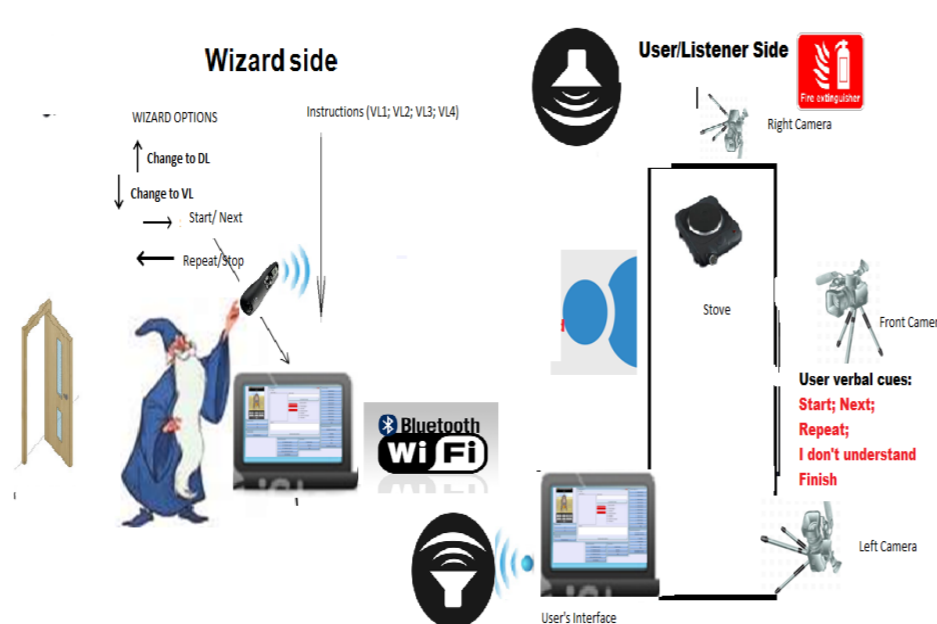 Wizard side
WIZARD OPTIONS
Change to DL
Change to VL
Start/ Next
Repeat/Stop
Instructions (VL1; VL2; VL3; VL4)
Bluetooth
Wi Fi
User/Listener Side
Fire extinguisher
Right Camera
Stove
Front Camer
User verbal cues:
Start; Next;
Repeat;
I don't understand
Finish
Left Camera
User's Interface